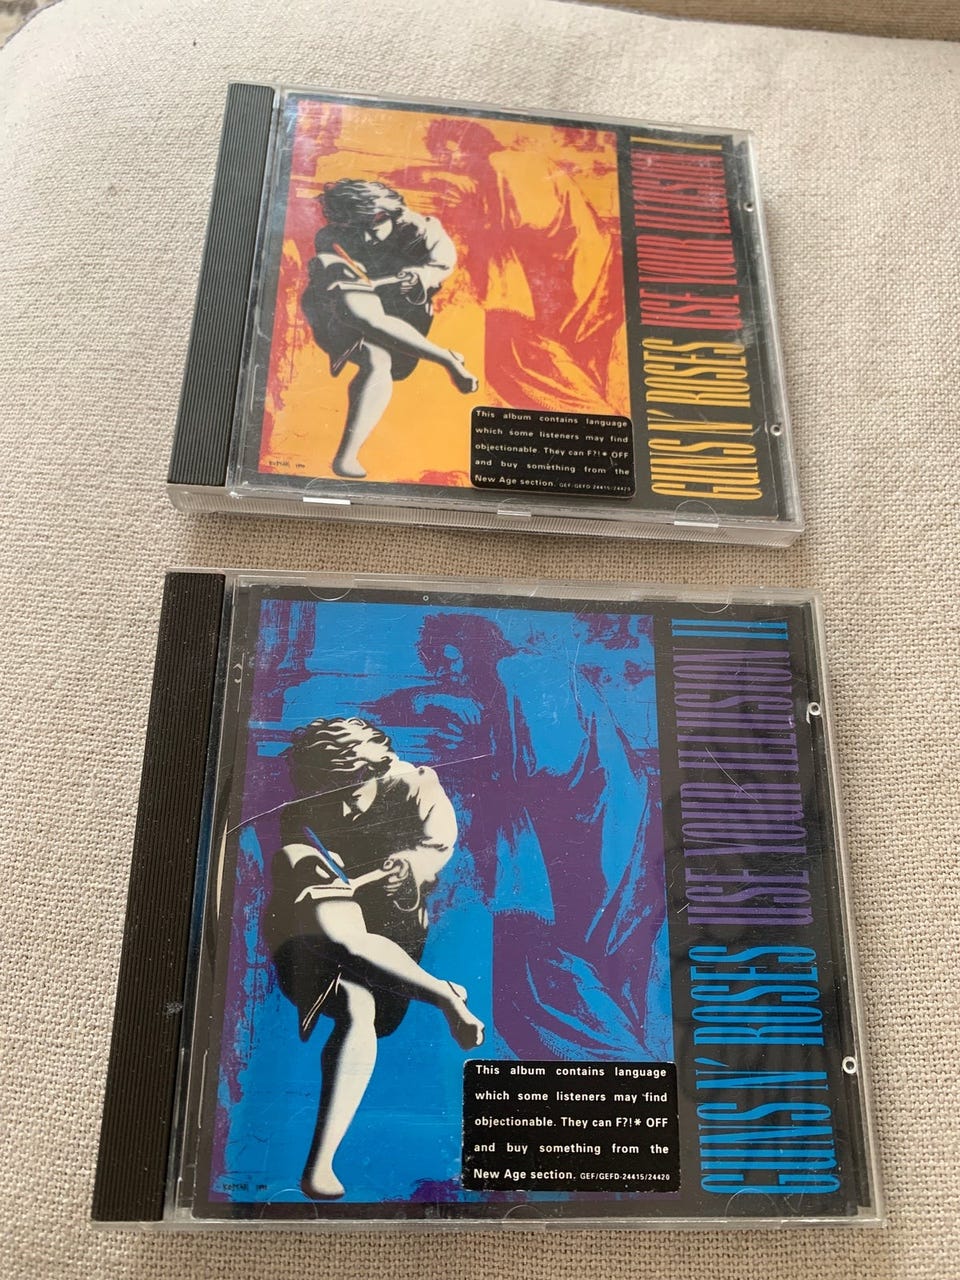 GUNS N' ROSES USE YOUR ILLUSION I
This album contains language
which some listeners may find
objectionable. They can F?!* OFF
and buy something from the
New Age section. GEF/GEFD-24415/24420
GUNS N' ROSES USE YOUR ILLUSION II
This album contains language
which some listeners may find
objectionable. They can F?!* OFF
and buy something from the
New Age section. GEF/GEFD-24415/24420